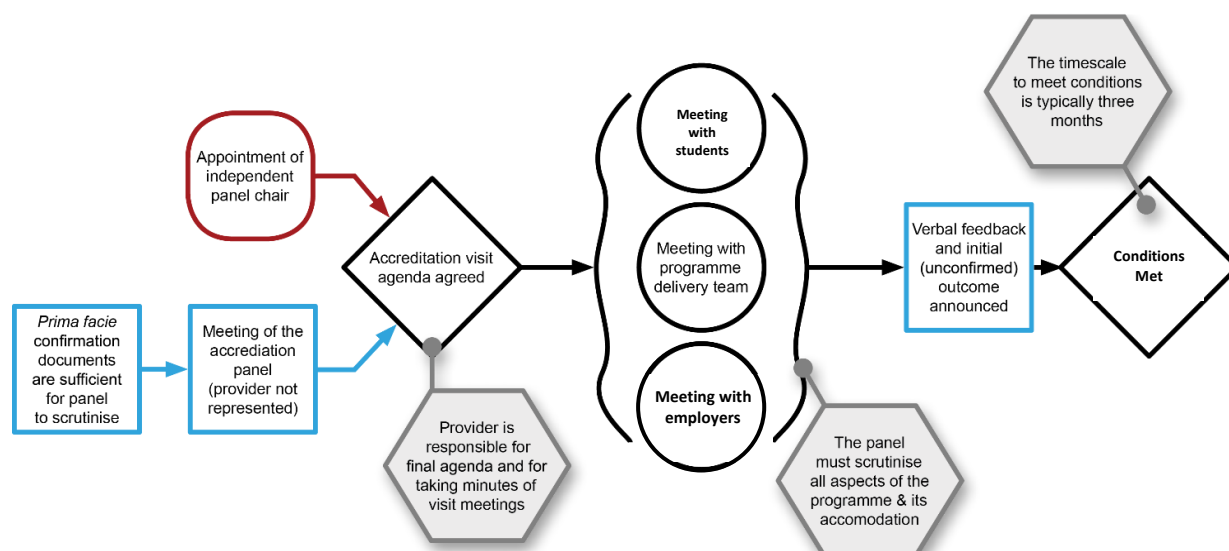 Appointment of
independent
panel chair
Prima facie
confirmation
documents
are sufficient
for panel
to scrutinise
Meeting of the
accrediation
panel
(provider not
represented)
Accreditation visit
agenda agreed
Provider is
responsible for
final agenda and for
taking minutes of
visit meetings
Meeting
with
students
Meeting with
programme
delivery team
Meeting with
employers
The panel
must scrutinise
all aspects of the
programme & its
accomodation
Verbal feedback
and initial
(unconfirmed)
outcome
announced
The timescale
to meet conditions
is typically three
months
Conditions
Met